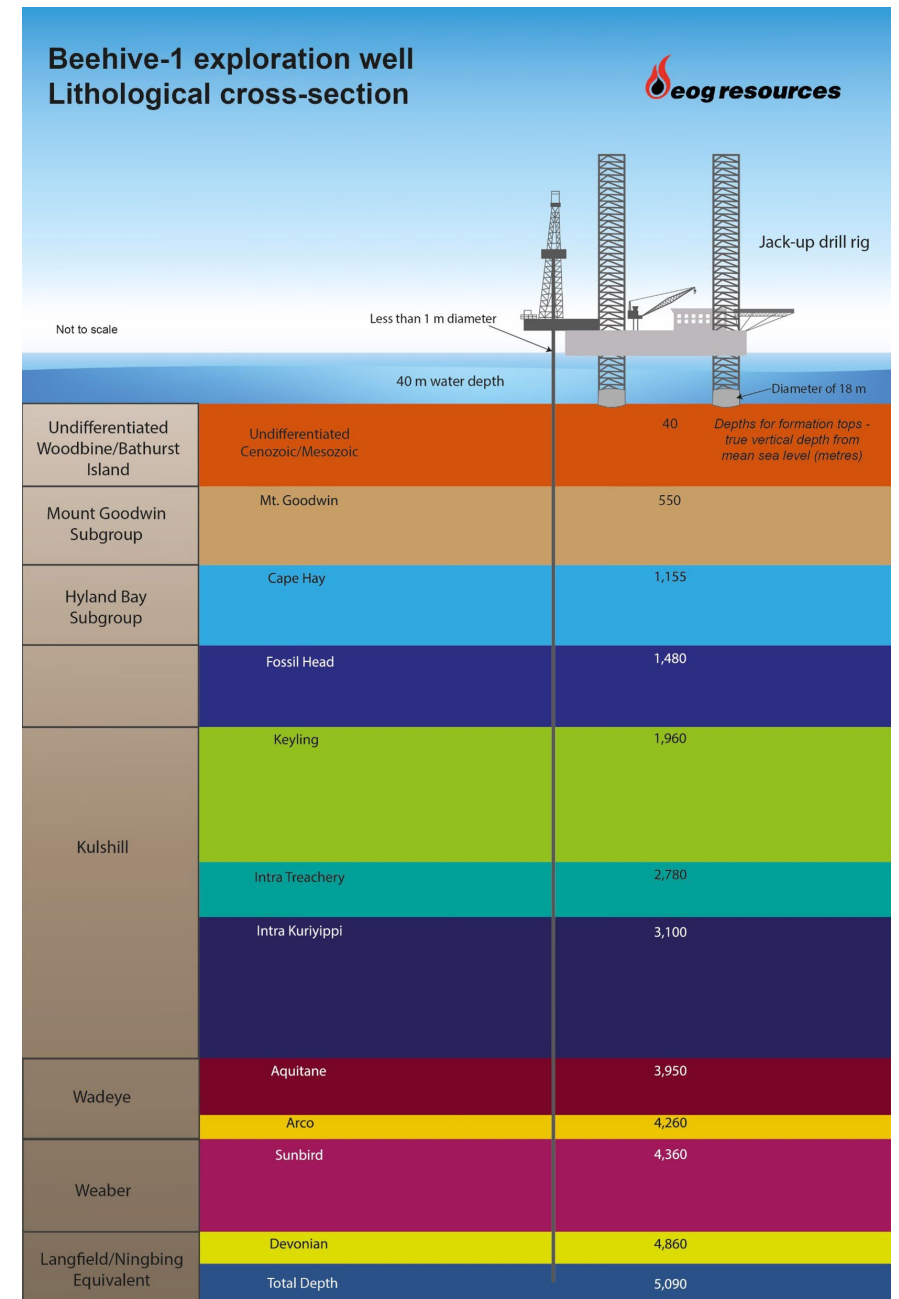 Beehive-1 exploration well
Lithological cross-section
eog resources
Jack-up drill rig
Less than 1 m diameter
Not to scale
40 m water depth
Diameter of 18 m
Undifferentiated
Woodbine/Bathurst
Island
Undifferentiated
Cenozoic/Mesozoic
40
Depths for formation tops -
true vertical depth from
mean sea level (metres)
Mount Goodwin
Subgroup
Mt. Goodwin
550
Hyland Bay
Subgroup
Cape Hay
1,155
Fossil Head
1,480
Kulshill
Keyling
1,960
Intra Treachery
2,780
Intra Kuriyippi
3,100
Wadeye
Aquitane
3,950
Arco
4,260
Weaber
Sunbird
4,360
Langfield/Ningbing
Equivalent
Devonian
4,860
Total Depth
5,090